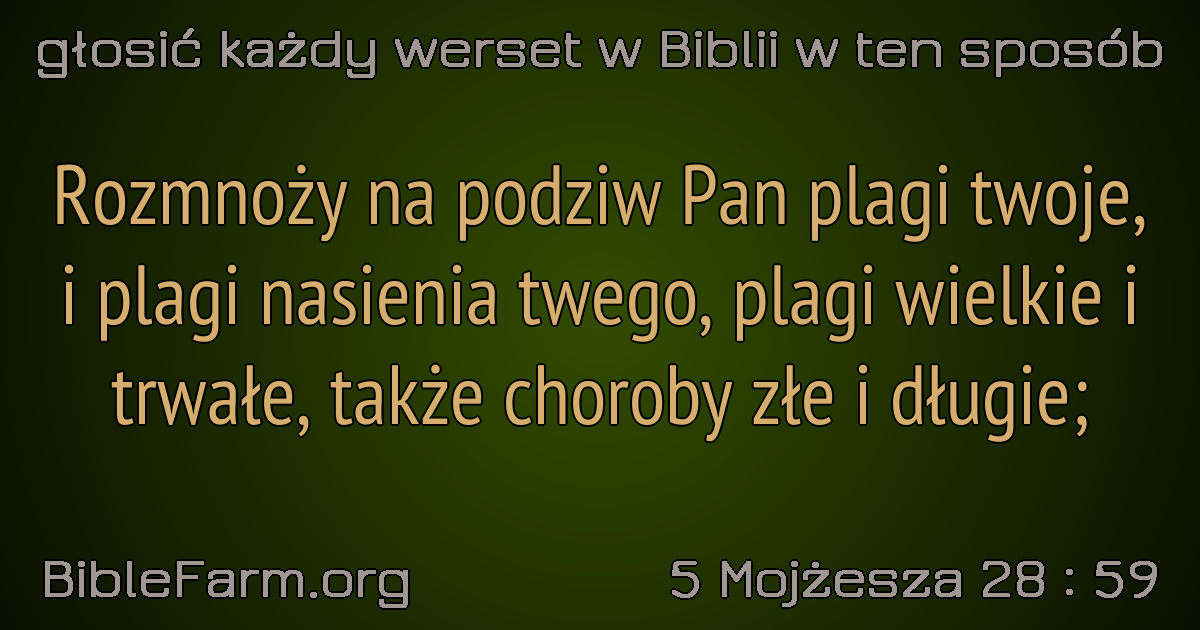 głosić każdy werset w Biblii w ten sposób
Rozmnoży na podziw Pan plagi twoje,
i plagi nasienia twego, plagi wielkie i
trwałe, także choroby złe i długie;
BibleFarm.org
5 Mojżesza 28 : 59